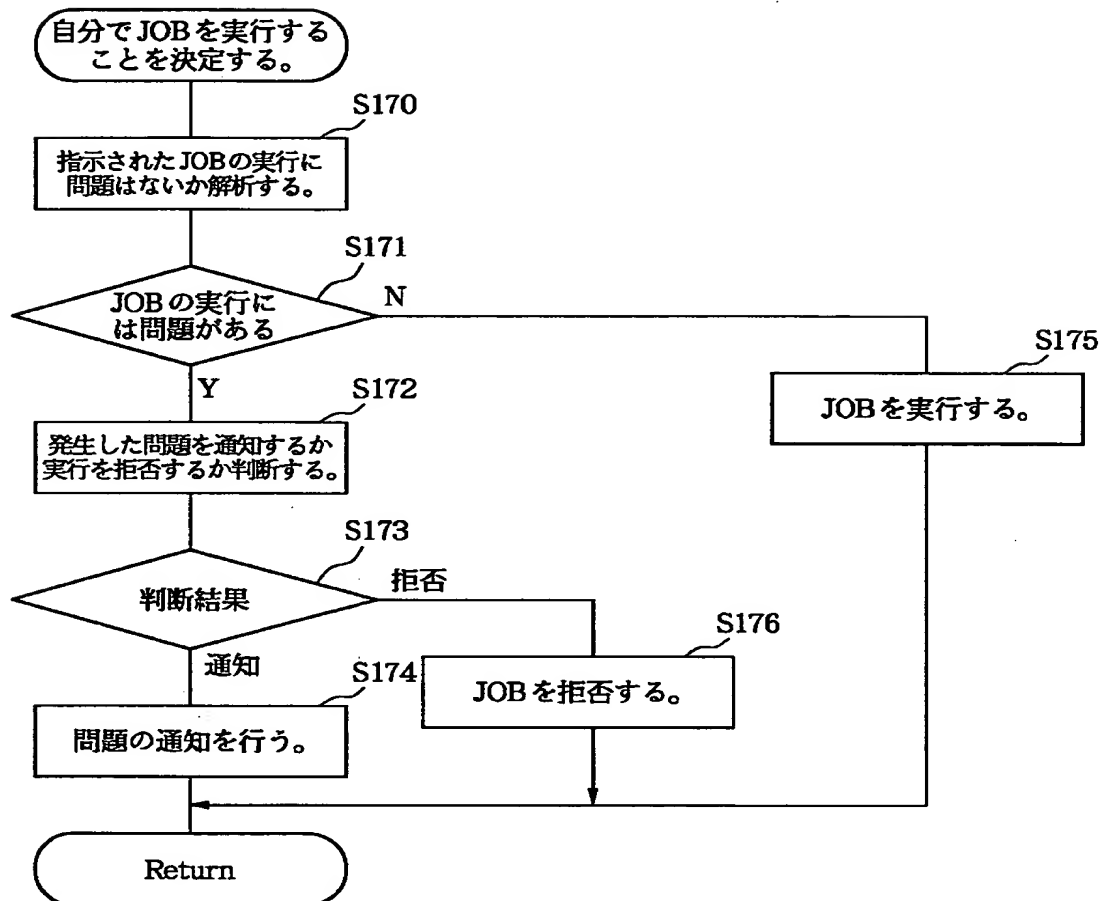 自分でJOBを実行する
ことを決定する。
S170
指示されたJOBの実行に
問題はないか解析する。
S171
JOBの実行に
は問題がある
N
Y
S175
JOBを実行する。
S172
発生した問題を通知するか
実行を拒否するか判断する。
S173
判断結果
拒否
通知
S176
JOBを拒否する。
S174
問題の通知を行う。
Return